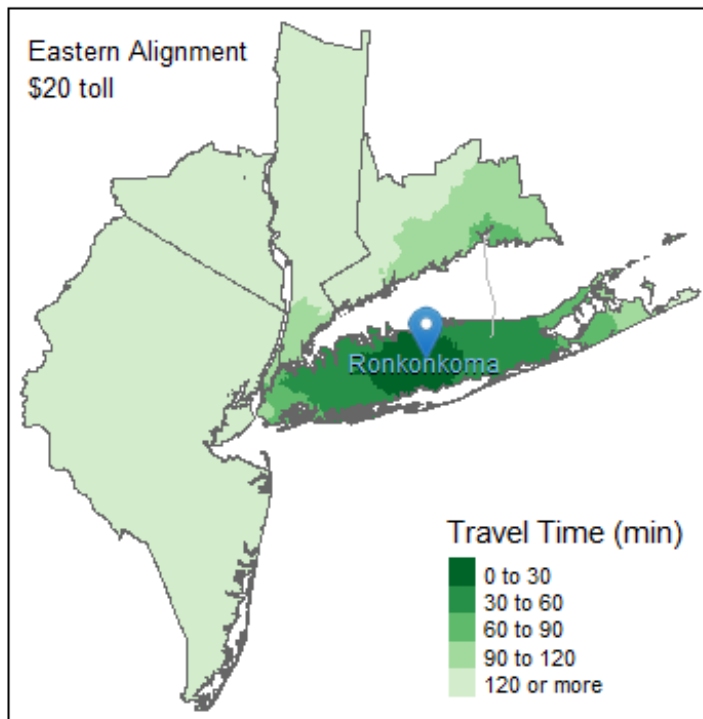 Eastern Alignment
$20 toll
Ronkonkoma
Travel Time (min)
0 to 30
30 to 60
60 to 90
90 to 120
120 or more